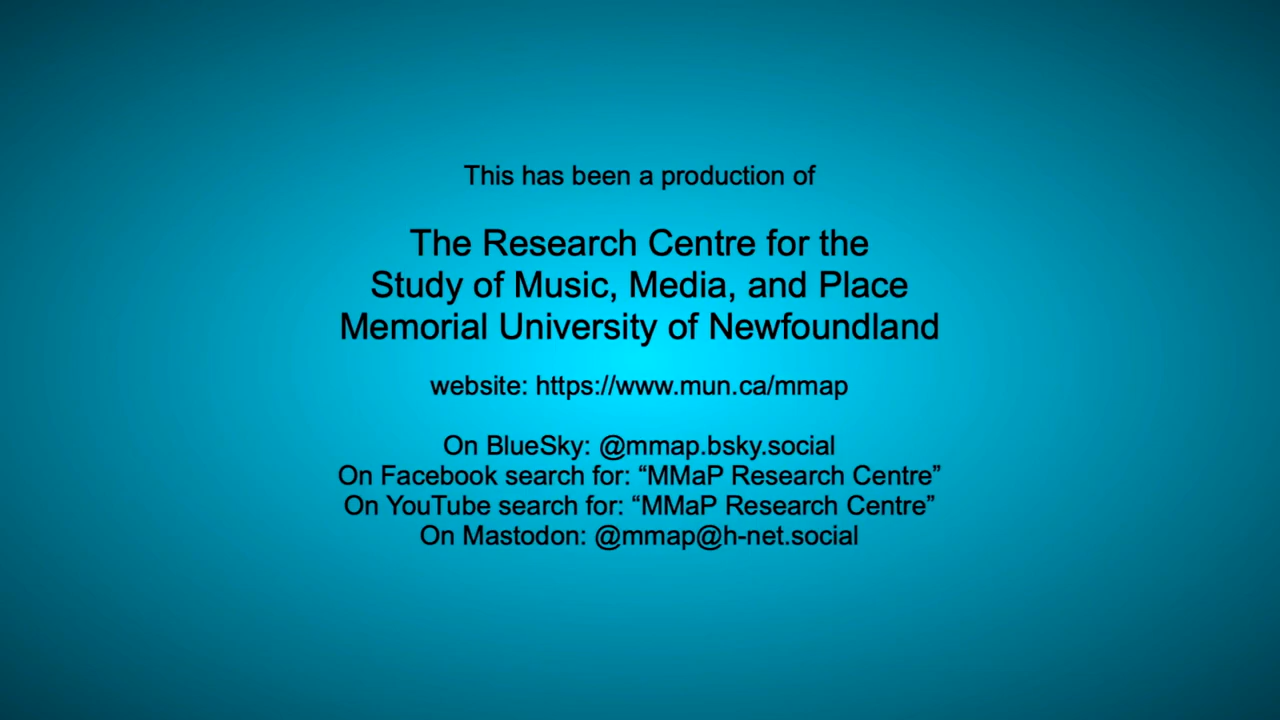 This has been a production of
The Research Centre for the
Study of Music, Media, and Place
Memorial University of Newfoundland
website: https://www.mun.ca/mmap
On BlueSky: @mmap.bsky.social
On Facebook search for: “MMaP Research Centre”
On YouTube search for: “MMaP Research Centre”
On Mastodon: @mmap@h-net.social